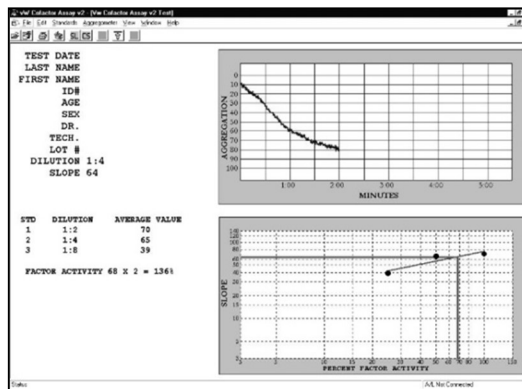 vW Cofactor Assay v2 - [Vw Cofactor Assay v2 Test]
File Edit Standards Aggregometer View Window Help
TEST DATE
LAST NAME
FIRST NAME
ID#
AGE
SEX
DR.
TECH.
LOT #
DILUTION 1:4
SLOPE 64
STD DILUTION AVERAGE VALUE
1 1:2 70
2 1:4 65
3 1:8 39
FACTOR ACTIVITY 68 X 2 = 136%
AGGREGATION
0
10
20
30
40
50
60
70
80
90
100
1:00 2:00 3:00 4:00 5:00
MINUTES
SLOPE
PERCENT FACTOR ACTIVITY
Status
A/L Not Connected